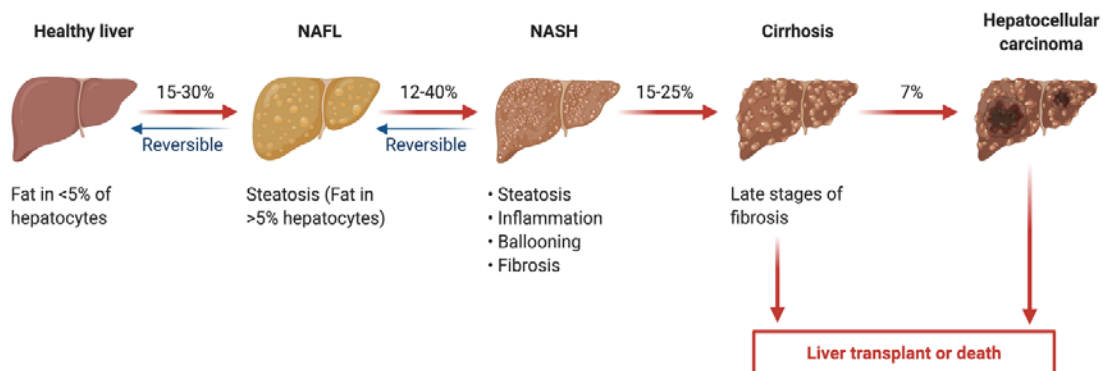 Healthy liver
NAFL
NASH
Cirrhosis
Hepatocellular
carcinoma
15-30%
Reversible
12-40%
Reversible
15-25%
7%
Fat in <5% of
hepatocytes
Steatosis (Fat in
>5% hepatocytes)
• Steatosis
• Inflammation
• Ballooning
• Fibrosis
Late stages of
fibrosis
Liver transplant or death